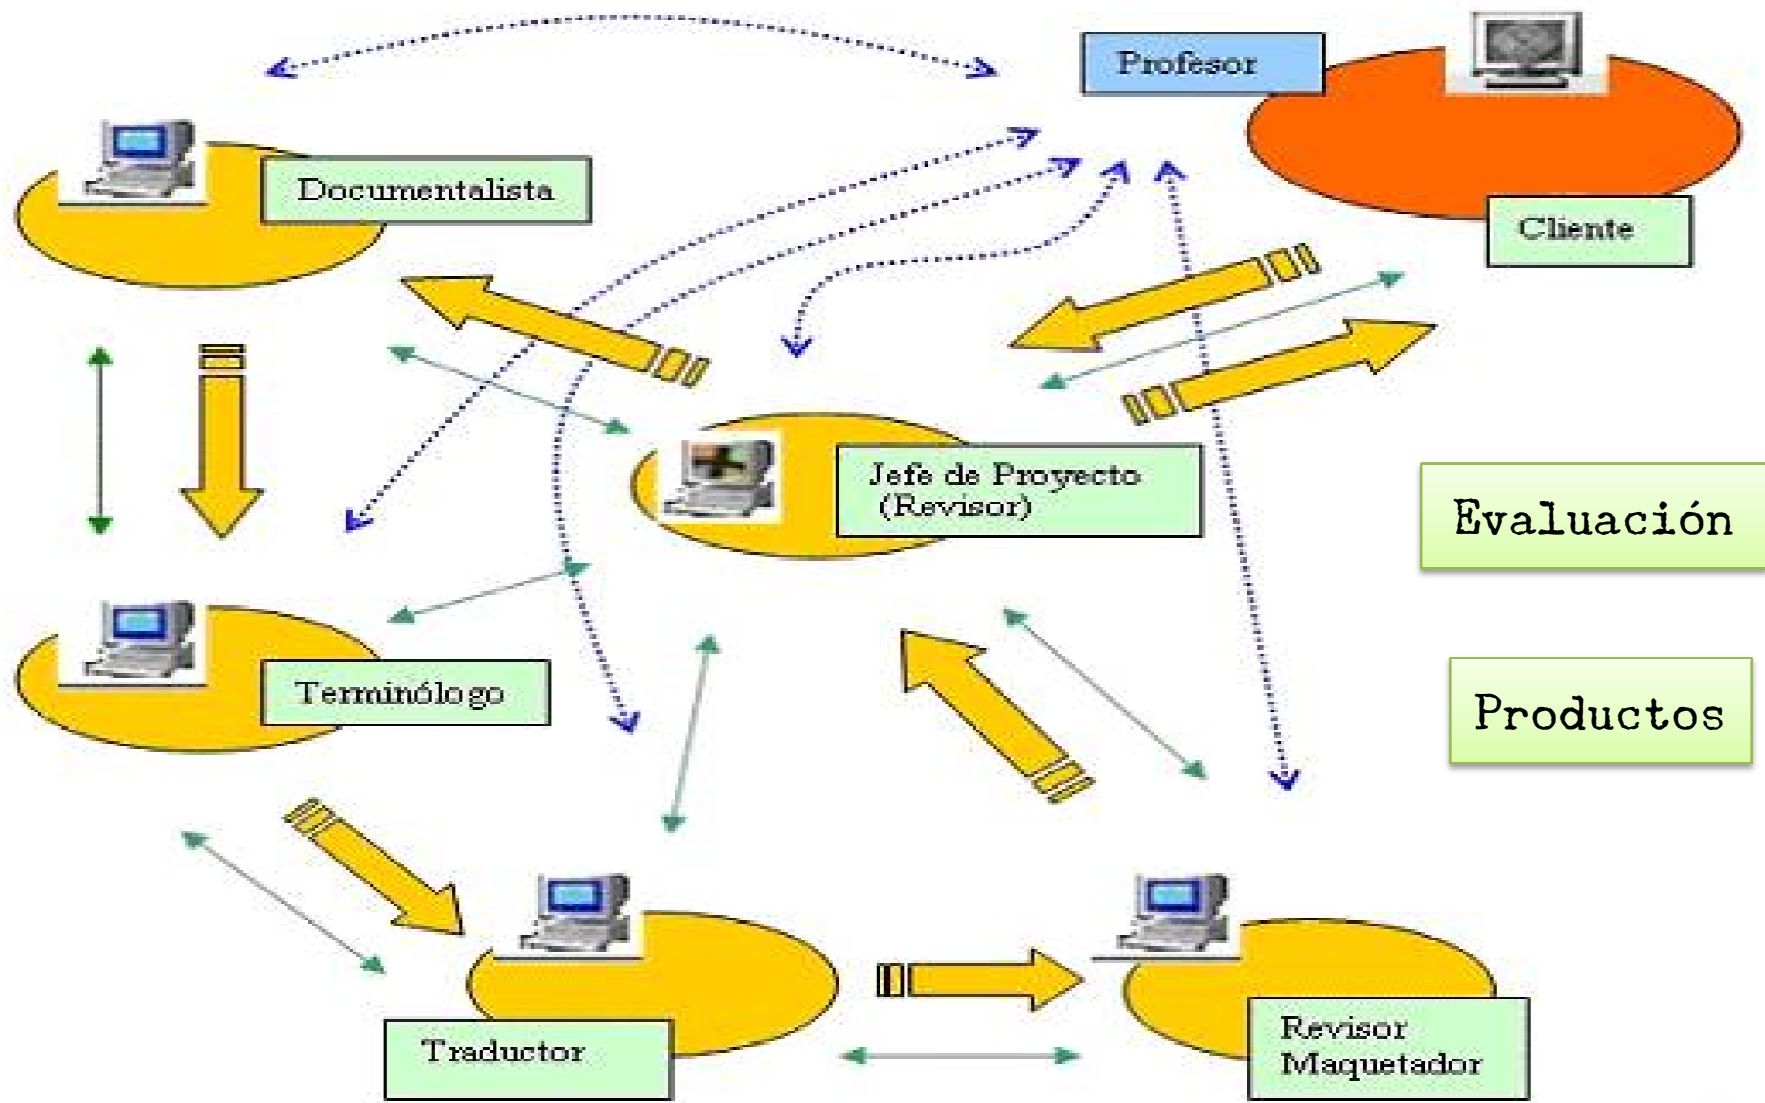 Profesor
Documentalista
Cliente
Jefe de Proyecto
(Revisor)
Evaluación
Terminólogo
Productos
Traductor
Revisor
Maquetador